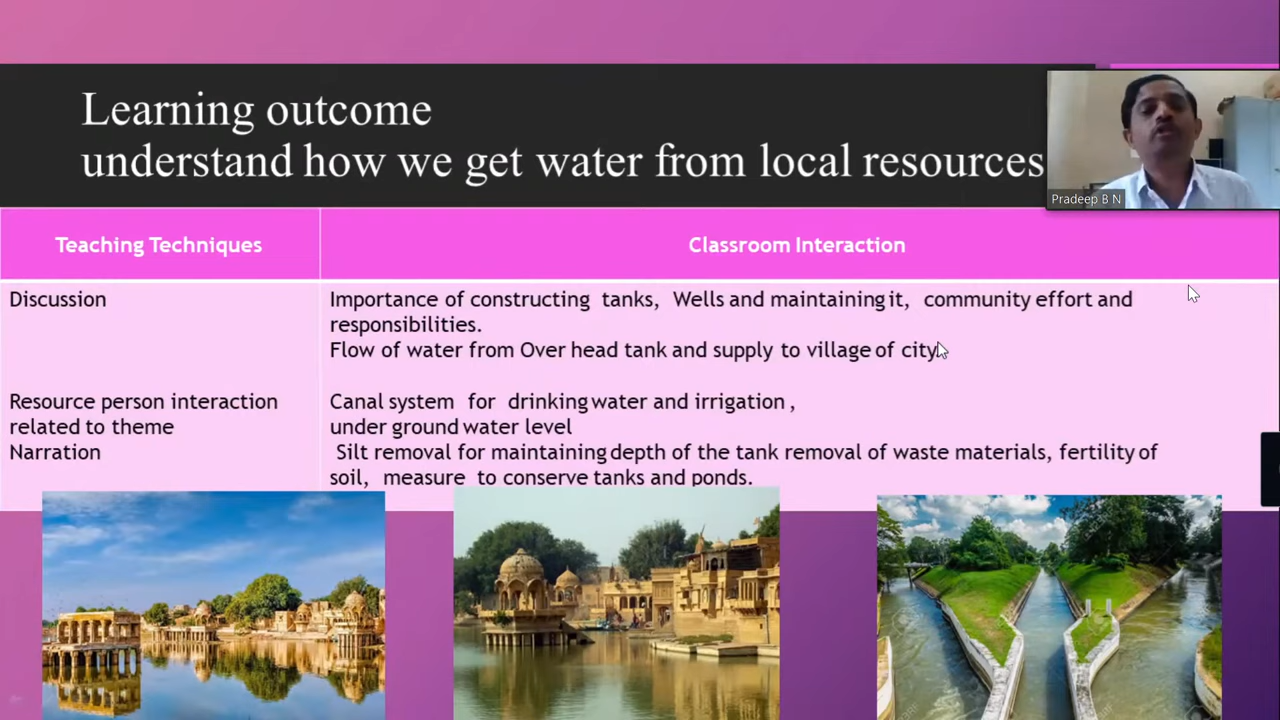 Learning outcome
understand how we get water from local resources
Pradeep B N
Teaching Techniques
Classroom Interaction
Discussion
Importance of constructing tanks, Wells and maintaining it, community effort and
responsibilities.
Flow of water from Over head tank and supply to village of city
Resource person interaction
related to theme
Canal system for drinking water and irrigation ,
under ground water level
Narration
Silt removal for maintaining depth of the tank removal of waste materials, fertility of
soil, measure to conserve tanks and ponds.